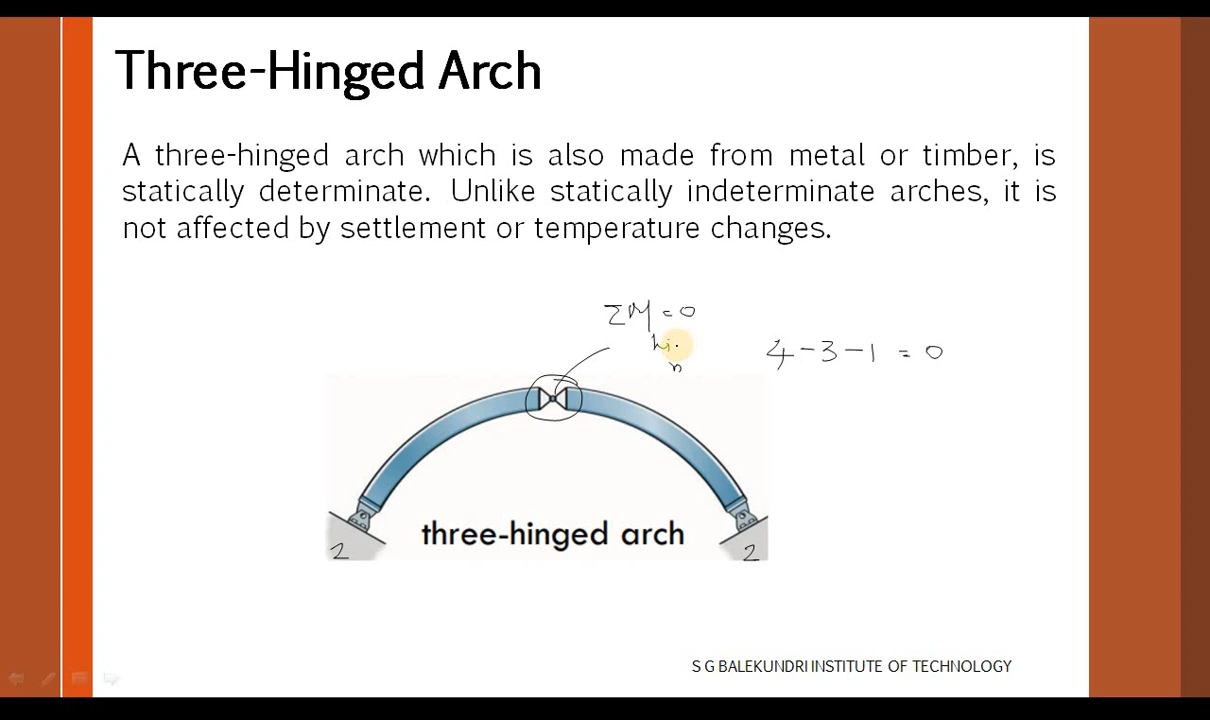 Three-Hinged Arch
A three-hinged arch which is also made from metal or timber, is
statically determinate. Unlike statically indeterminate arches, it is
not affected by settlement or temperature changes.
ΣM = 0
4 - 3 - 1 = 0
three-hinged arch
2
2
S G BALEKUNDRI INSTITUTE OF TECHNOLOGY